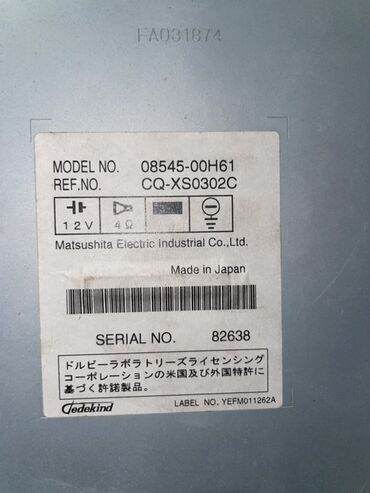 FA031874
MODEL NO. 08545-00H61
REF.NO. CQ-XS0302C
12V 4Ω
Matsushita Electric Industrial Co.,Ltd.
Made in Japan
SERIAL NO. 82638
ドルビーラボラトリーズライセンシング
コーポレーションの米国及び外国特許に
基づく許諾製品。
Jedekind LABEL NO. YEFM011262A